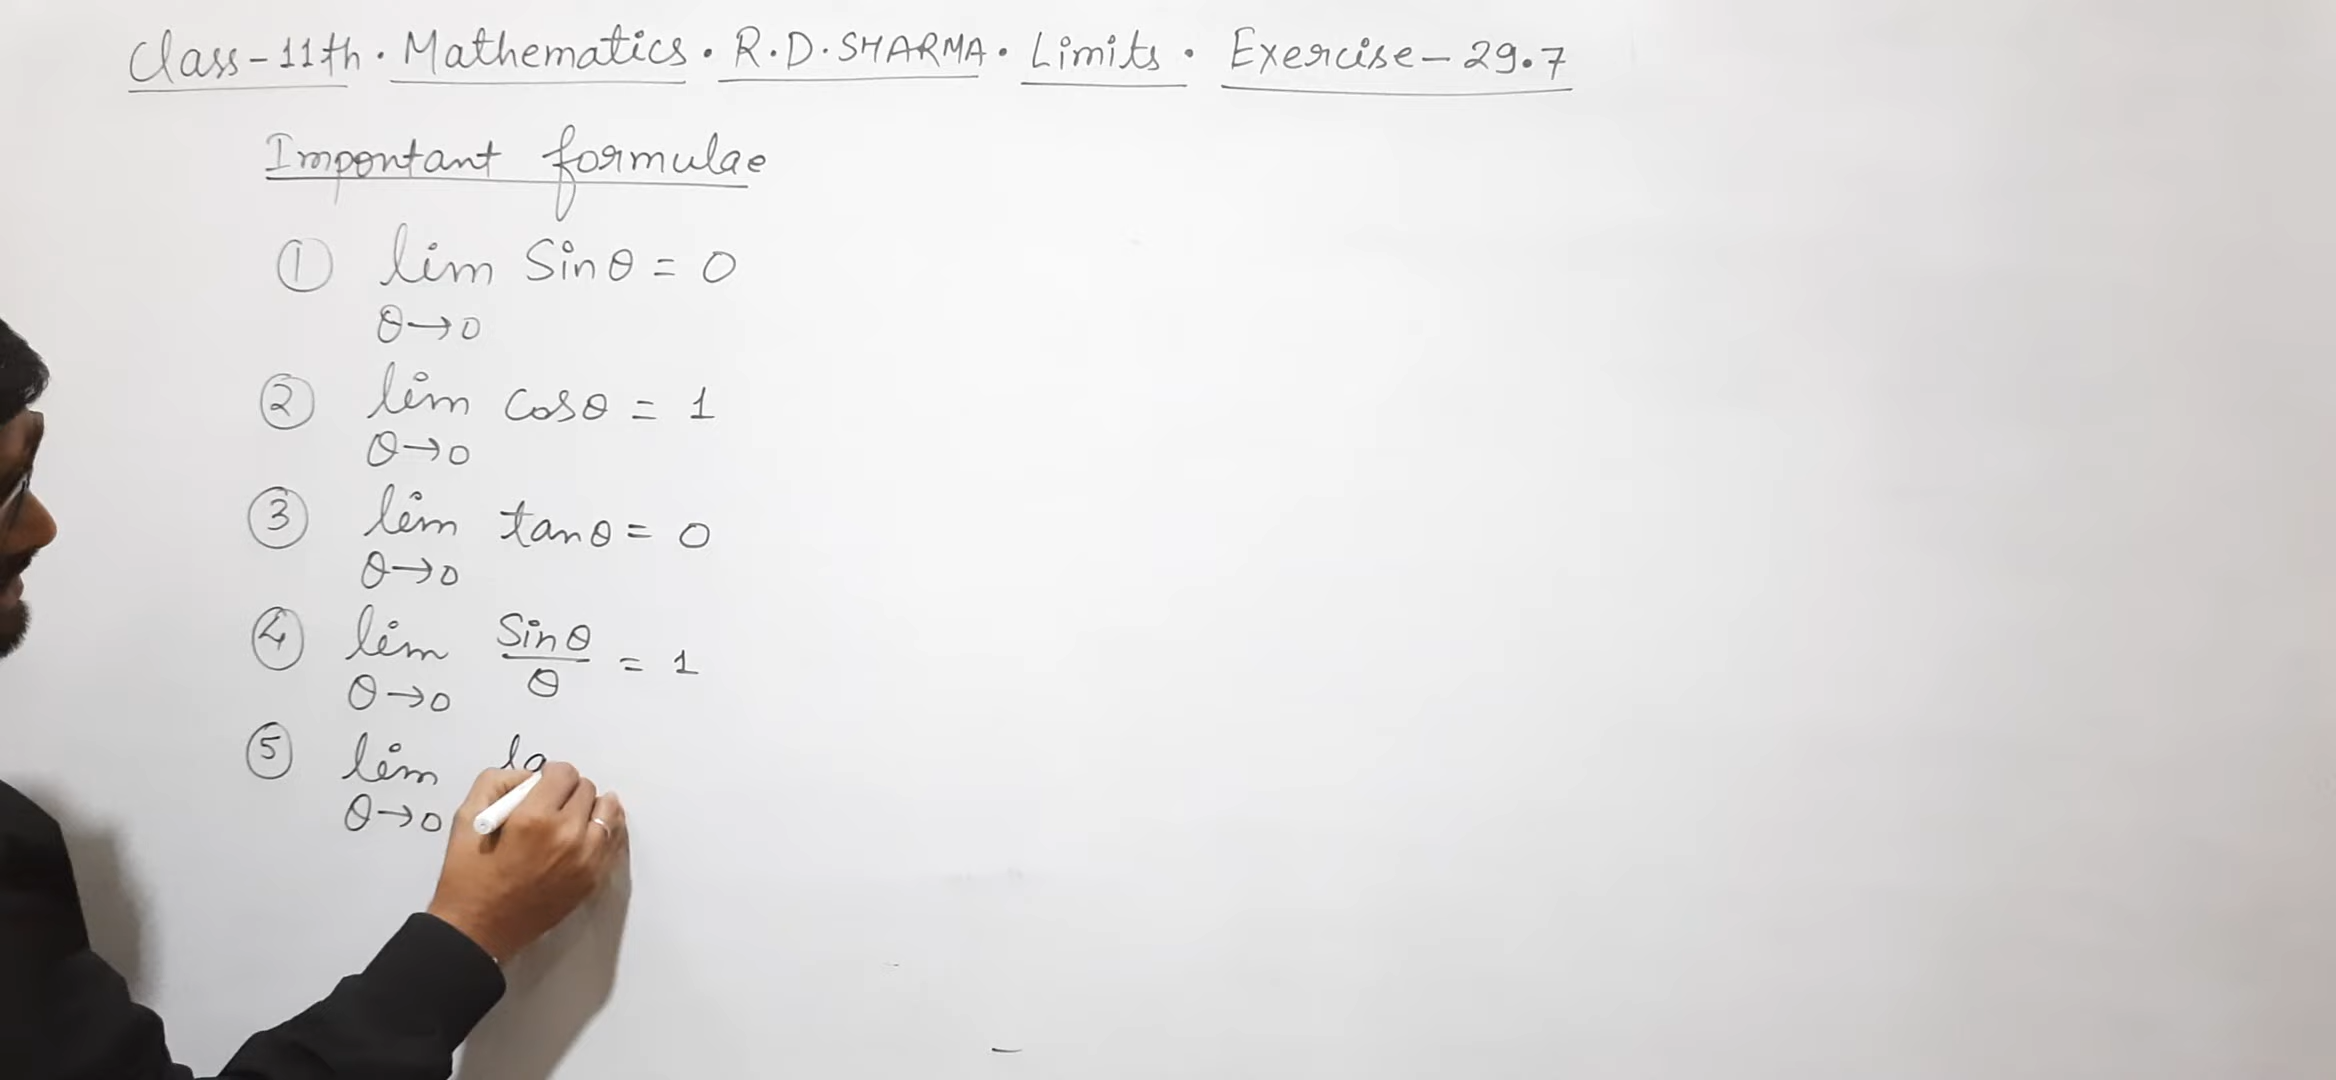 Class-11th · Mathematics · R.D.SHARMA · Limits · Exercise-29.7
Important formulae
① lim Sinθ = 0
θ→0
② lim cosθ = 1
θ→0
③ lim tanθ = 0
θ→0
④ lim Sinθ/θ = 1
θ→0
⑤ lim
θ→0